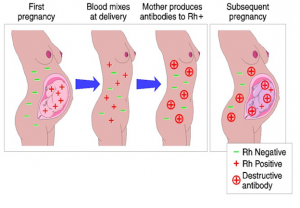 First
pregnancy
Blood mixes
at delivery
Mother produces
antibodies to Rh+
Subsequent
pregnancy
Rh Negative
Rh Positive
Destructive
antibody